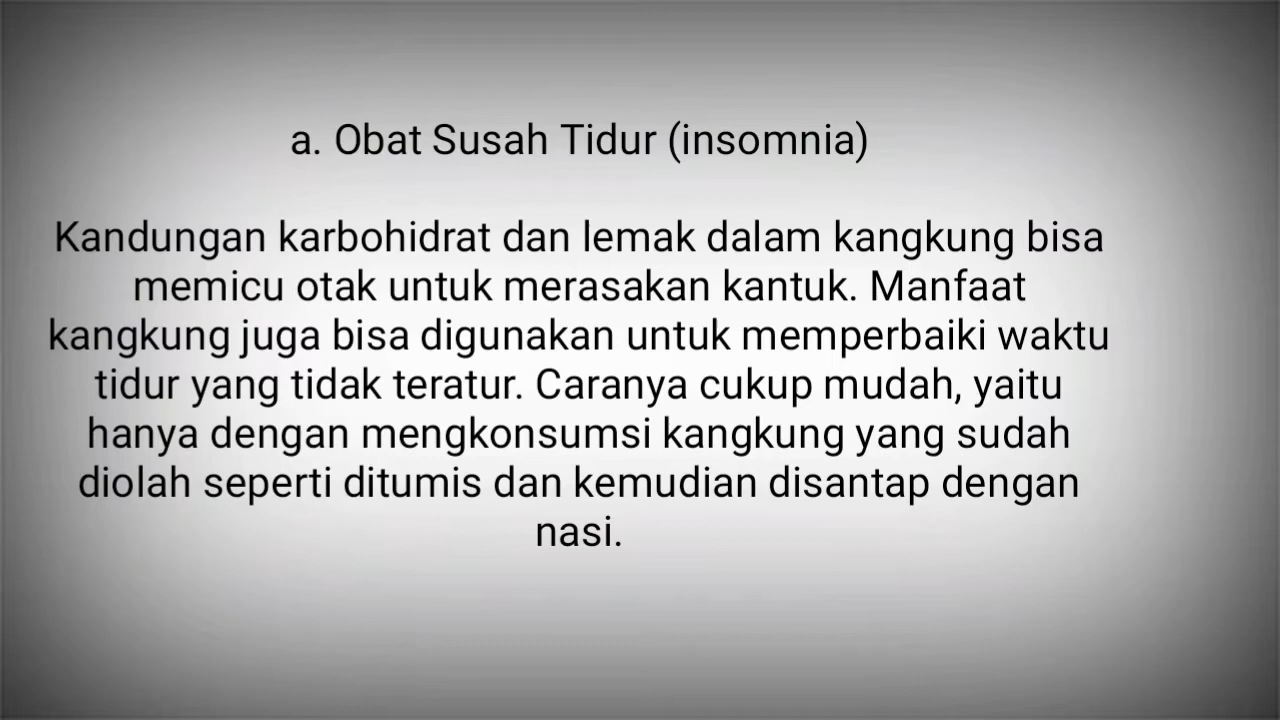 a. Obat Susah Tidur (insomnia)
Kandungan karbohidrat dan lemak dalam kangkung bisa
memicu otak untuk merasakan kantuk. Manfaat
kangkung juga bisa digunakan untuk memperbaiki waktu
tidur yang tidak teratur. Caranya cukup mudah, yaitu
hanya dengan mengkonsumsi kangkung yang sudah
diolah seperti ditumis dan kemudian disantap dengan
nasi.